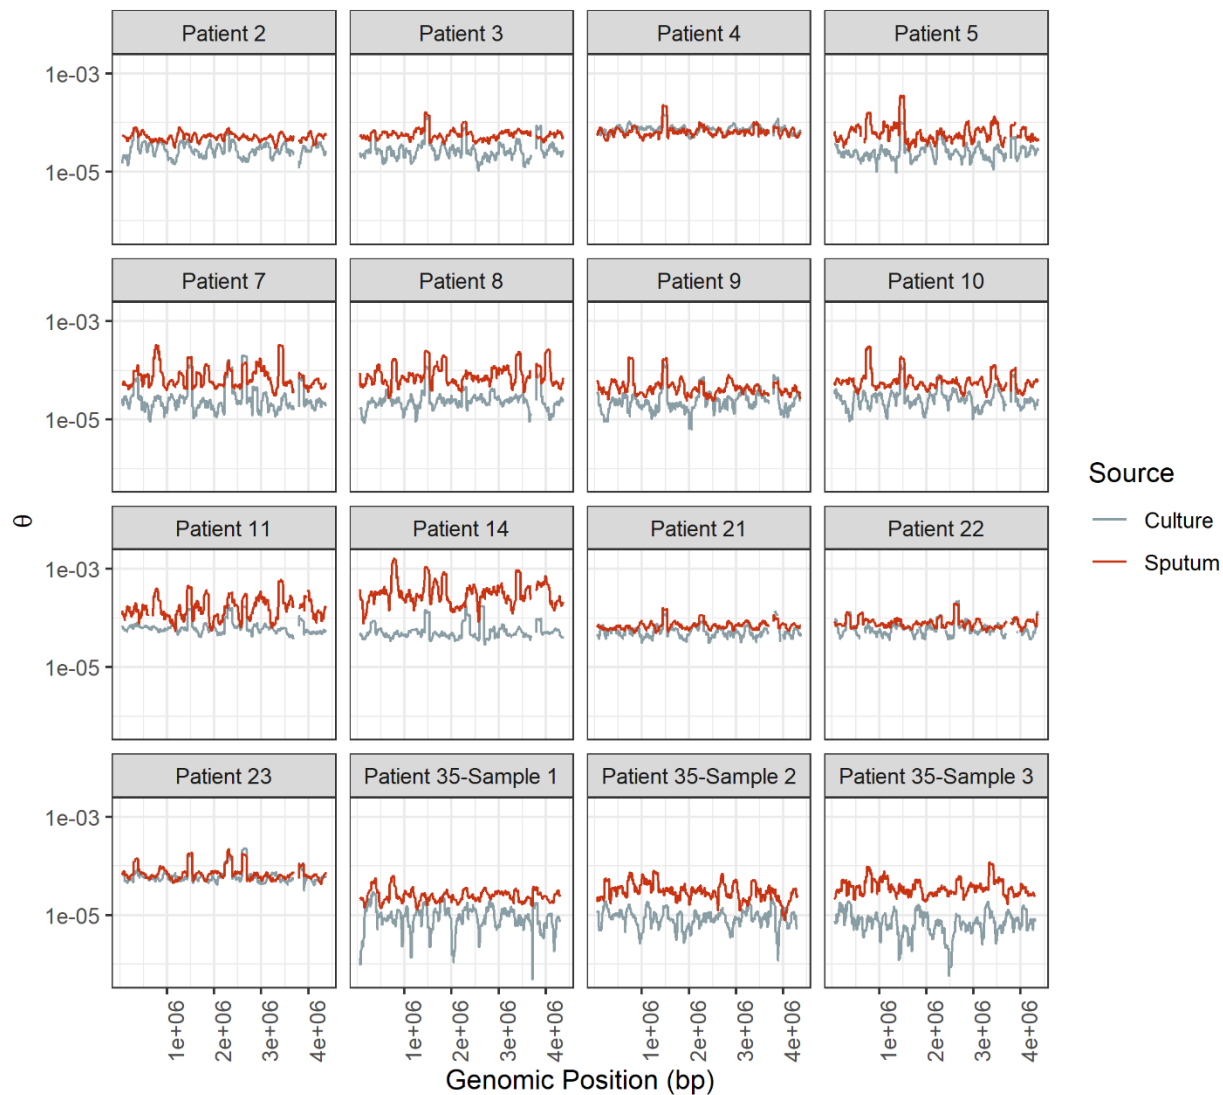 Patient 2 Patient 3 Patient 4 Patient 5
1e-03
1e-05
Patient 7 Patient 8 Patient 9 Patient 10
1e-03
1e-05
Source
Culture
Sputum
θ
Patient 11 Patient 14 Patient 21 Patient 22
1e-03
1e-05
Patient 23 Patient 35-Sample 1 Patient 35-Sample 2 Patient 35-Sample 3
1e-03
1e-05
1e+06 2e+06 3e+06 4e+06 1e+06 2e+06 3e+06 4e+06 1e+06 2e+06 3e+06 4e+06 1e+06 2e+06 3e+06 4e+06
Genomic Position (bp)